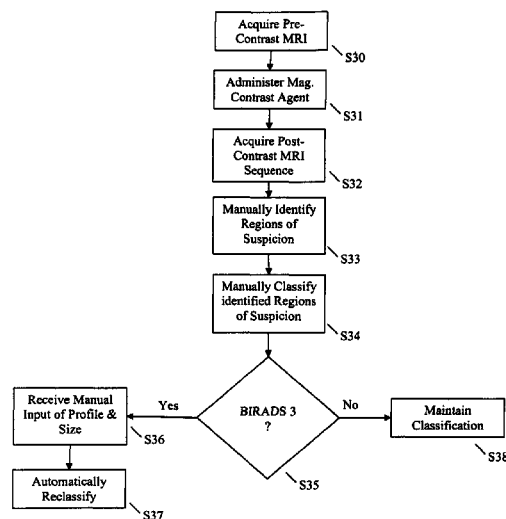 Acquire Pre-
Contrast MRI
S30
Administer Mag.
Contrast Agent
S31
Acquire Post-
Contrast MRI
Sequence
S32
Manually Identify
Regions of
Suspicion
S33
Manually Classify
identified Regions
of Suspicion
S34
BIRADS 3
?
S35
Yes
No
Receive Manual
Input of Profile &
Size
S36
Automatically
Reclassify
S37
Maintain
Classification
S38